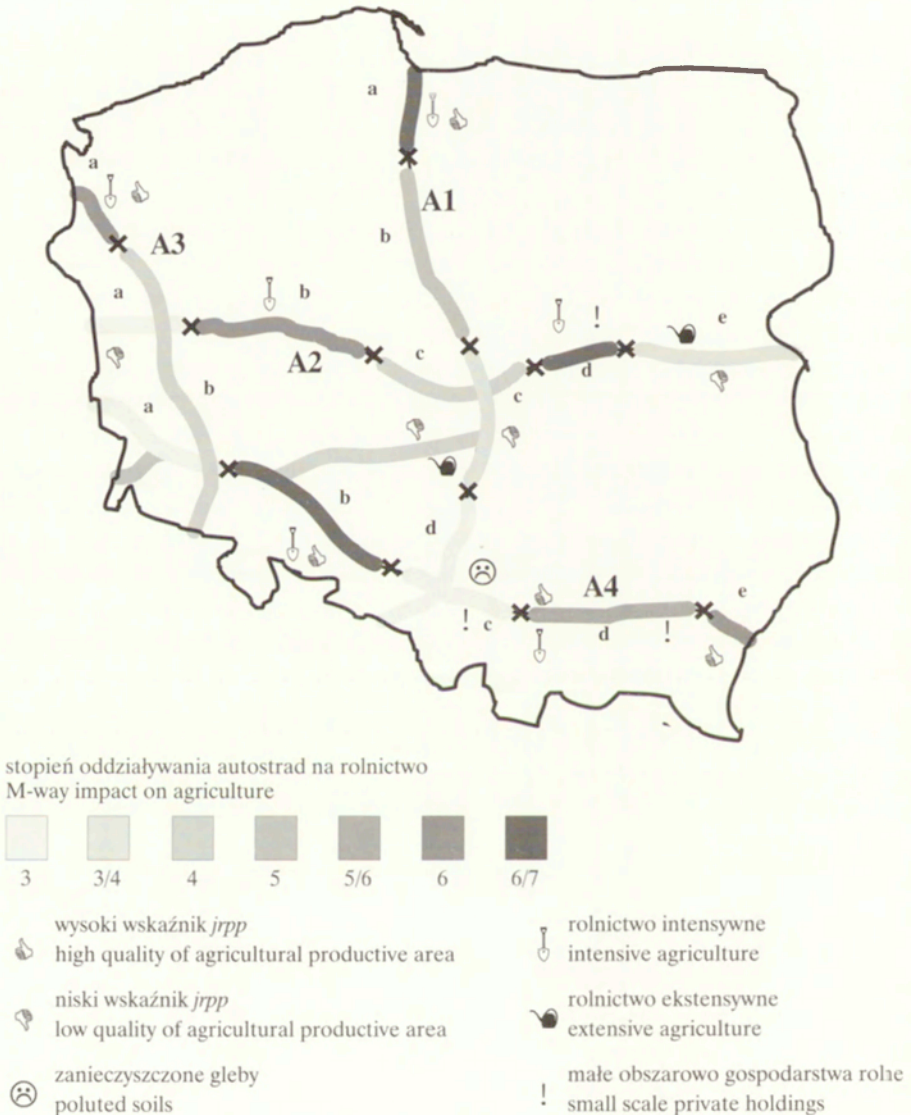 a
a
A1
b
A3
a
b
e
A2
c
c
d
b
a
b
d
!
A4
e
! c
d
!
stopień oddziaływania autostrad na rolnictwo
M-way impact on agriculture
3 3/4 4 5 5/6 6 6/7
wysoki wskaźnik jrpp
high quality of agricultural productive area
niski wskaźnik jrpp
low quality of agricultural productive area
zanieczyszczone gleby
poluted soils
rolnictwo intensywne
intensive agriculture
rolnictwo ekstensywne
extensive agriculture
małe obszarowo gospodarstwa rolne
! small scale private holdings